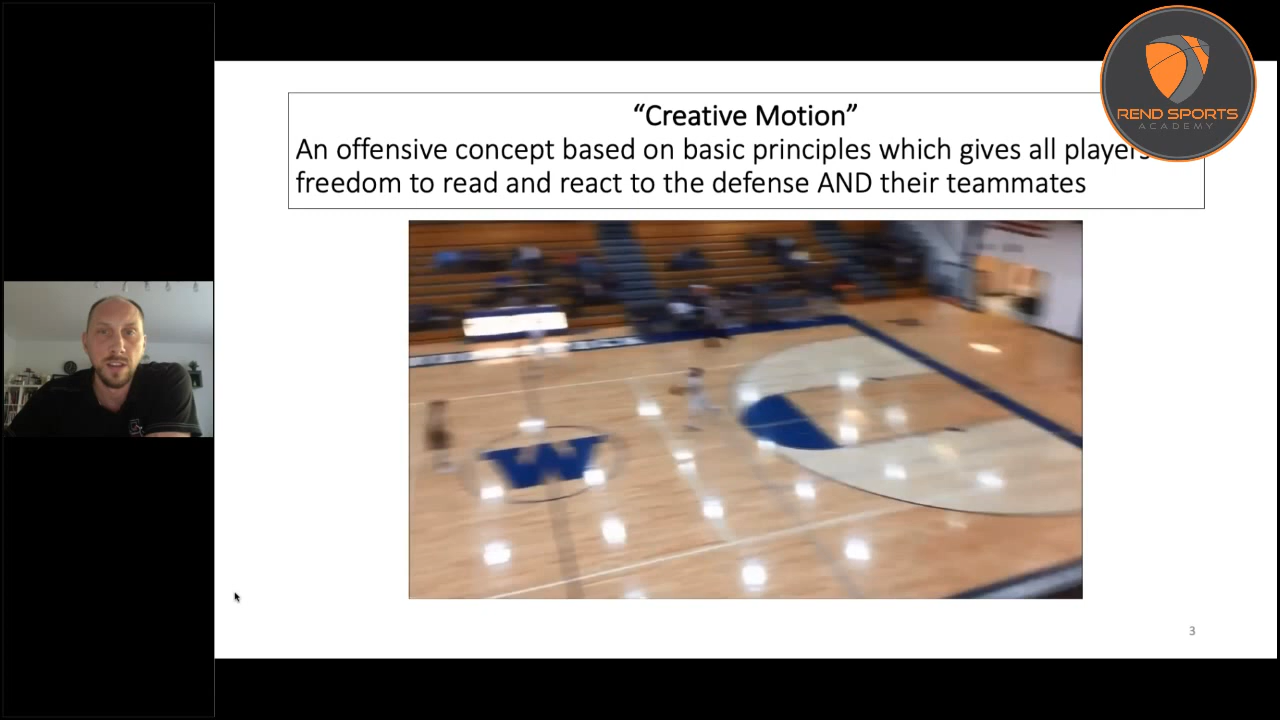 “Creative Motion”
An offensive concept based on basic principles which gives all players
freedom to read and react to the defense AND their teammates
REND SPORTS
ACADEMY
W
3